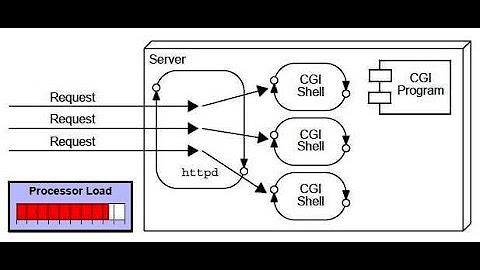 Server
Request
Request
Request
httpd
CGI
Shell
CGI
Shell
CGI
Shell
CGI
Program
Processor Load